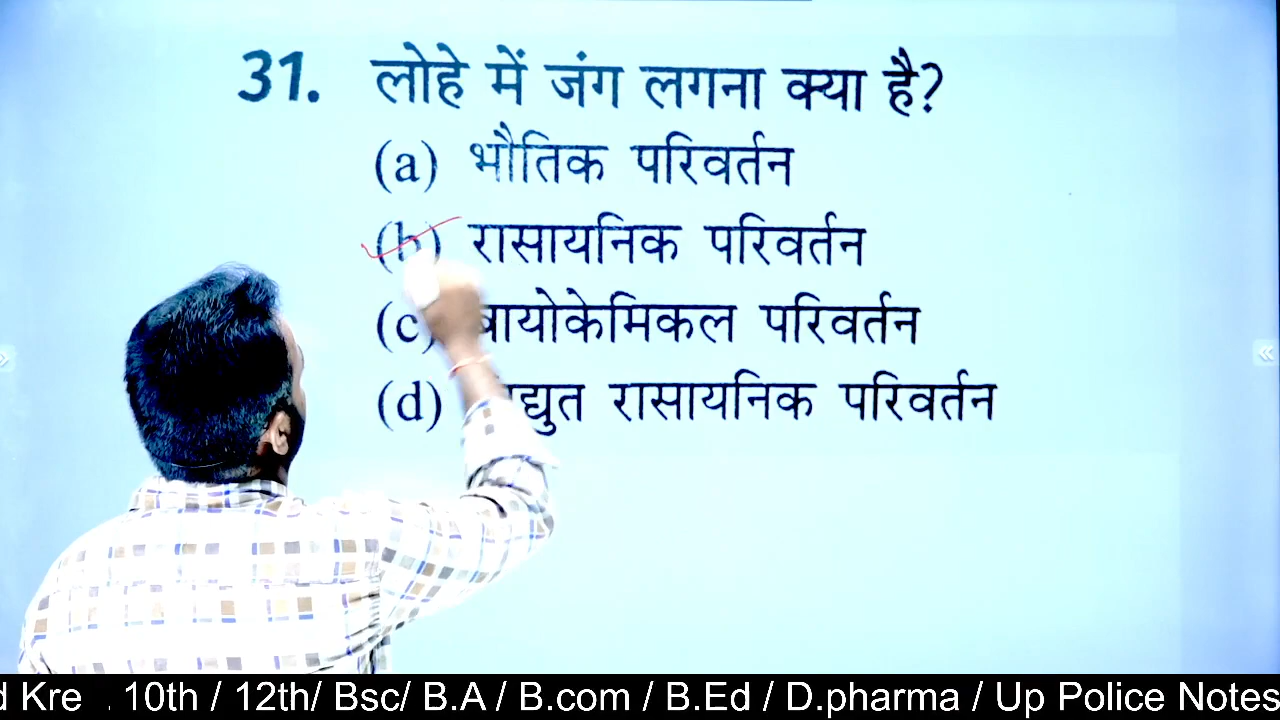 31. लोहे में जंग लगना क्या है?
(a) भौतिक परिवर्तन
(b) रासायनिक परिवर्तन
(c) परिवर्तन
(d) रासायनिक परिवर्तन
Kre . 10th / 12th/ Bsc/ B.A / B.com / B.Ed / D.pharma / Up Police Notes